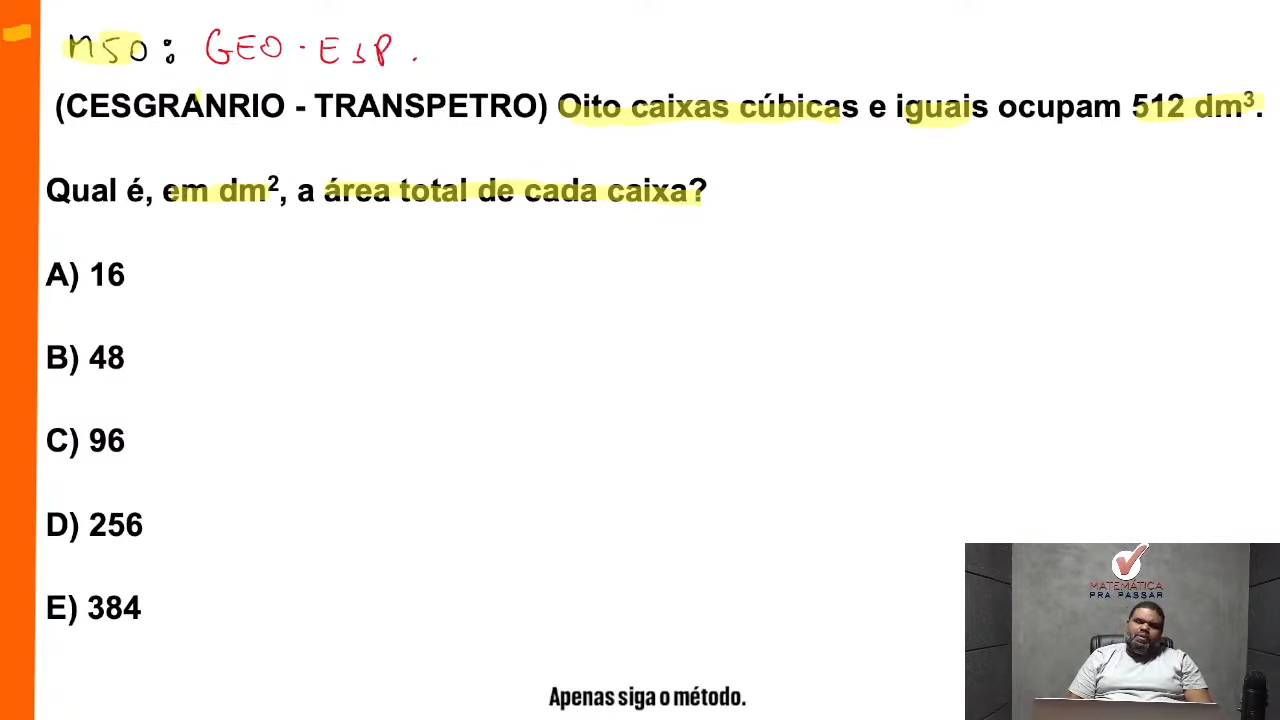 MSO: GEO. ESP.
(CESGRANRIO - TRANSPETRO) Oito caixas cúbicas e iguais ocupam 512 dm³.
Qual é, em dm², a área total de cada caixa?
A) 16
B) 48
C) 96
D) 256
E) 384
MATEMÁTICA
PRA PASSAR
Apenas siga o método.